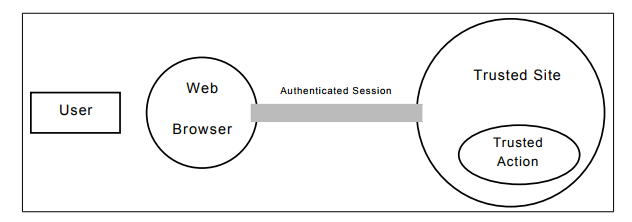 User
Web
Browser
Authenticated Session
Trusted Site
Trusted
Action